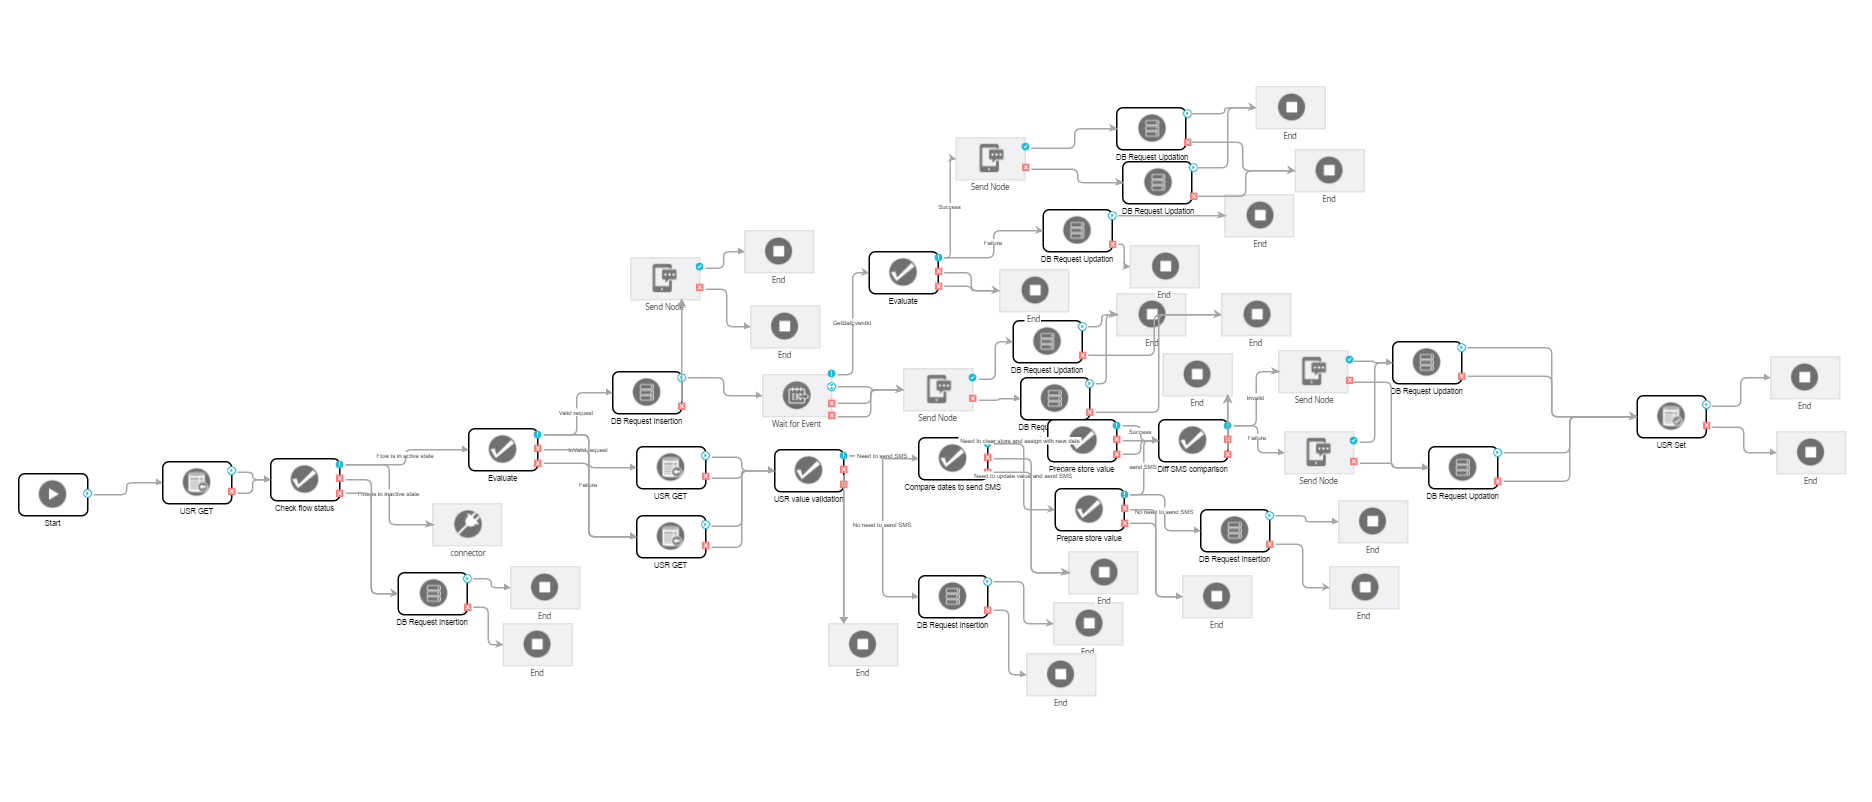 End
DB Request Updation
End
Send Node
DB Request Updation
Success
End
Failure
DB Request Updation
End
End
Send Node
Evaluate
End
GetBalEventId
End
End
End
DB Request Updation
End
Invalid
Send Node
DB Request Updation
End
Valid request
DB Request Insertion
Wait for Event
Send Node
USR Set
Success
Need to clear store and assign with new date
Failure
InValid request
Flow is in active state
Need to send SMS
Prepare store value
Diff SMS comparison
Send Node
End
Evaluate
Need to update value and send SMS
Compare dates to send SMS
Failure
USR GET
USR value validation
DB Request Updation
Flow is in inactive state
Start
USR GET
Check flow status
No need to send SMS
No need to send SMS
Prepare store value
connector
USR GET
DB Request Insertion
End
End
End
DB Request Insertion
End
DB Request Insertion
End
End
End
End
End
End